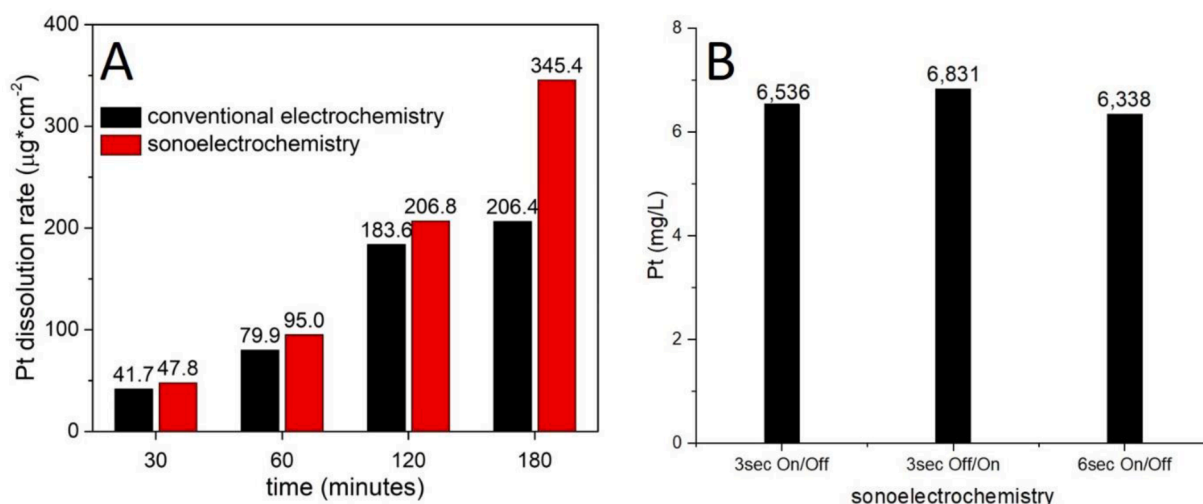 A
Pt dissolution rate (µg*cm⁻²)
400
300
200
100
0
conventional electrochemistry
sonoelectrochemistry
41.7
47.8
79.9
95.0
183.6
206.8
206.4
345.4
30
60
120
180
time (minutes)
B
Pt (mg/L)
8
6
4
2
0
6,536
6,831
6,338
3sec On/Off
3sec Off/On
6sec On/Off
sonoelectrochemistry